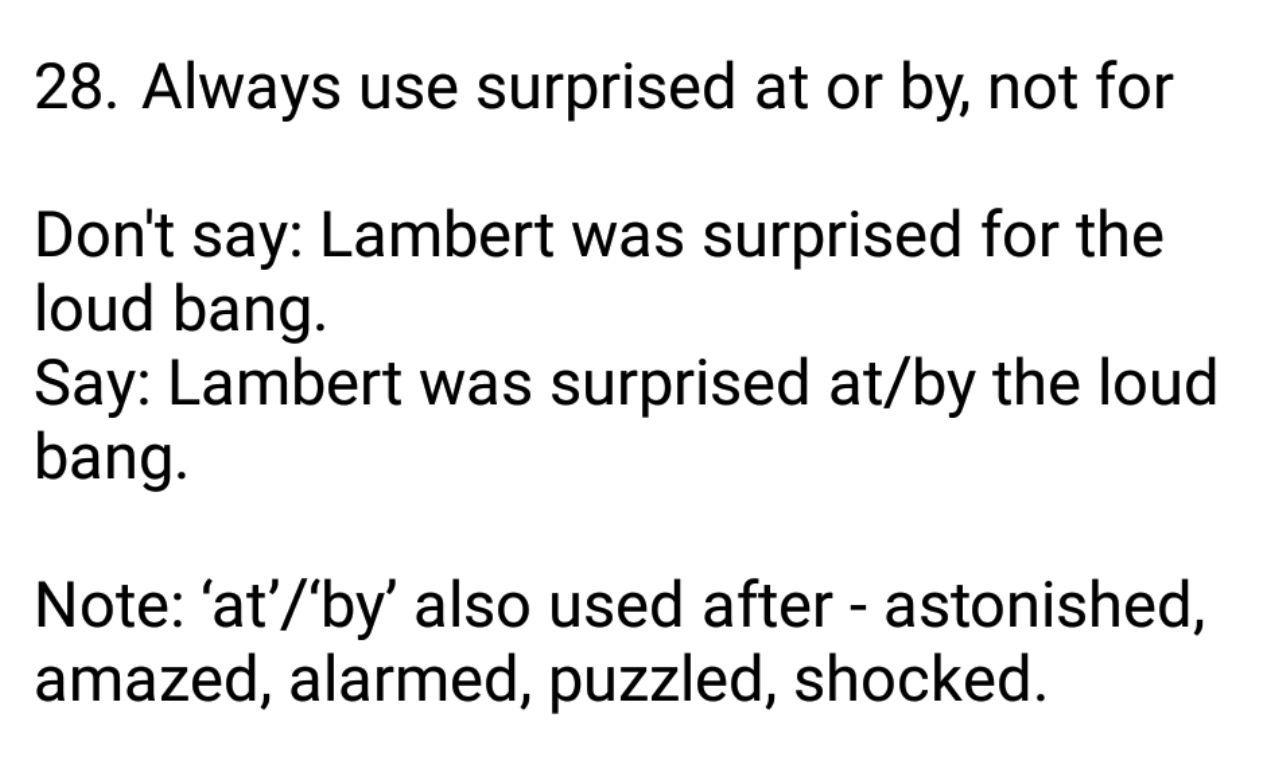 28. Always use surprised at or by, not for
Don't say: Lambert was surprised for the
loud bang.
Say: Lambert was surprised at/by the loud
bang.
Note: ‘at’/‘by’ also used after - astonished,
amazed, alarmed, puzzled, shocked.